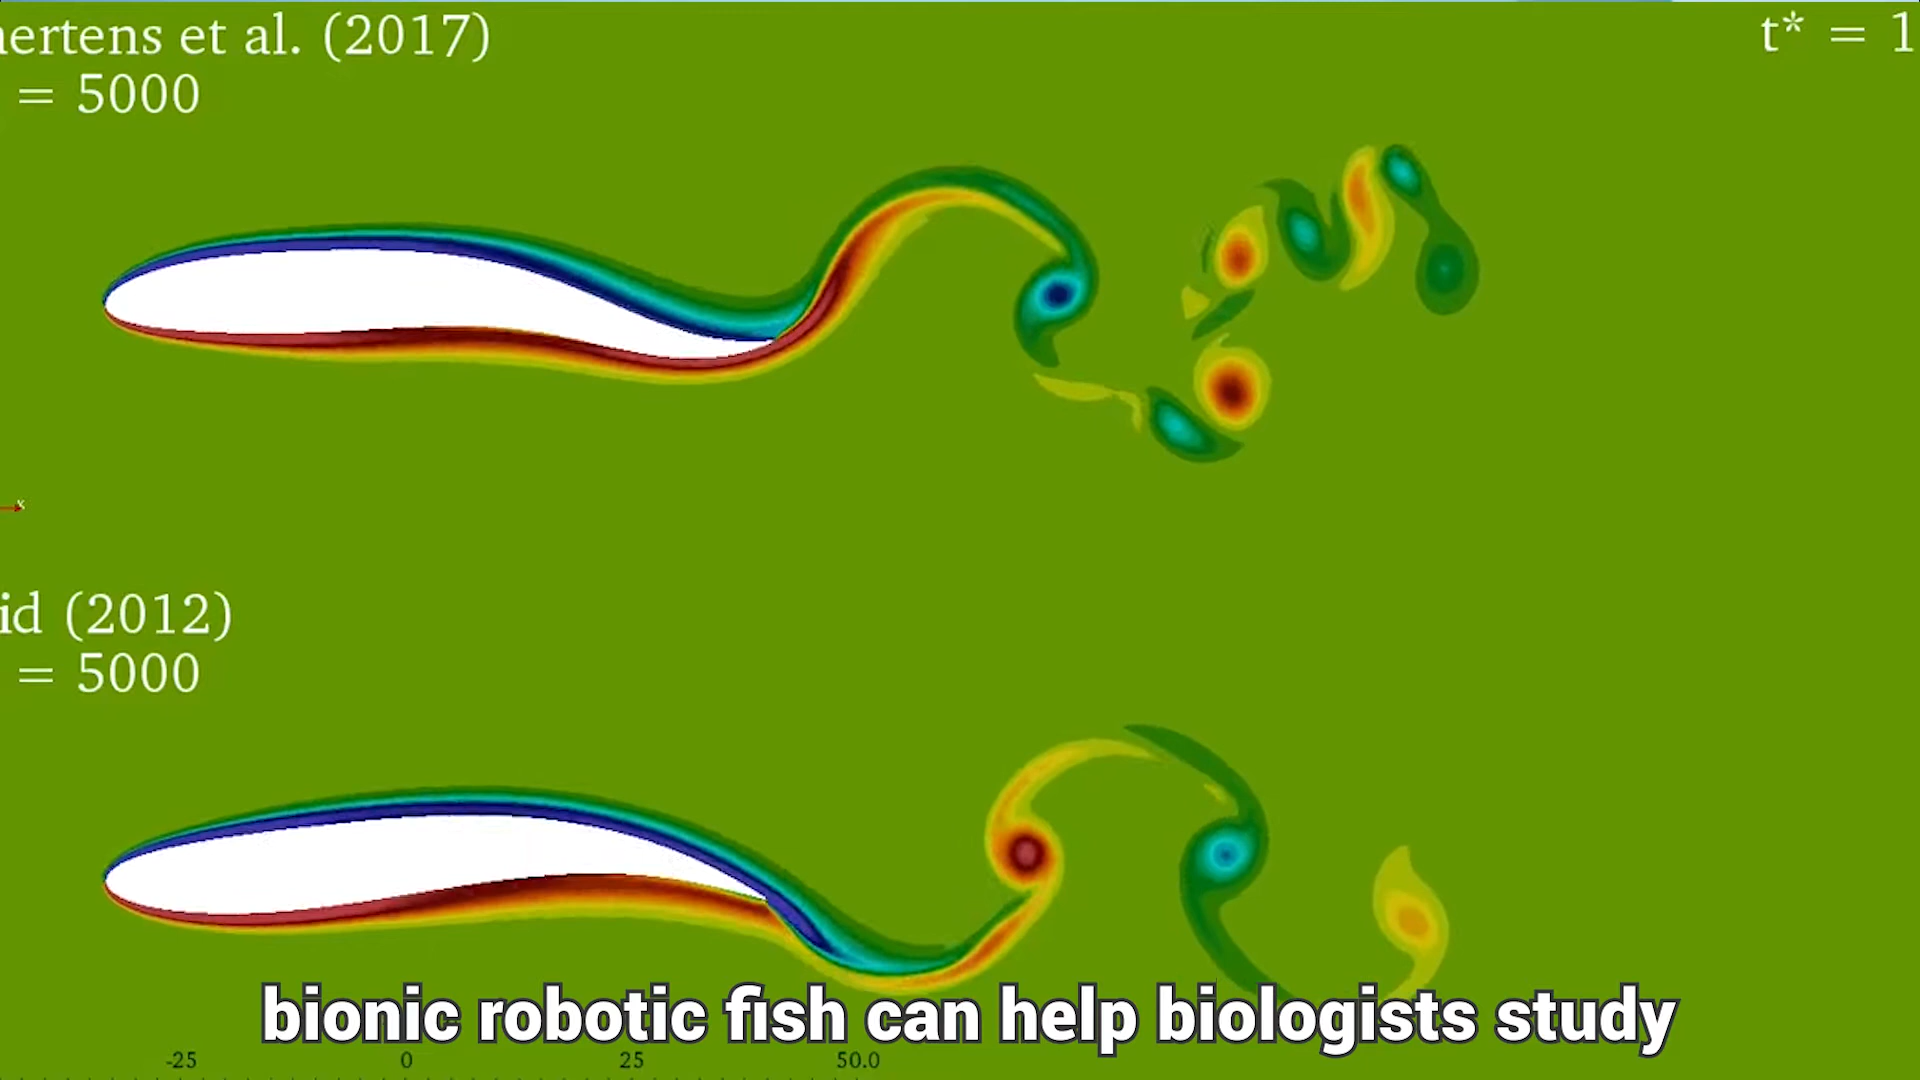 ertens et al. (2017)
t* = 1
= 5000
x
id (2012)
= 5000
bionic robotic fish can help biologists study
-25 0 25 50.0